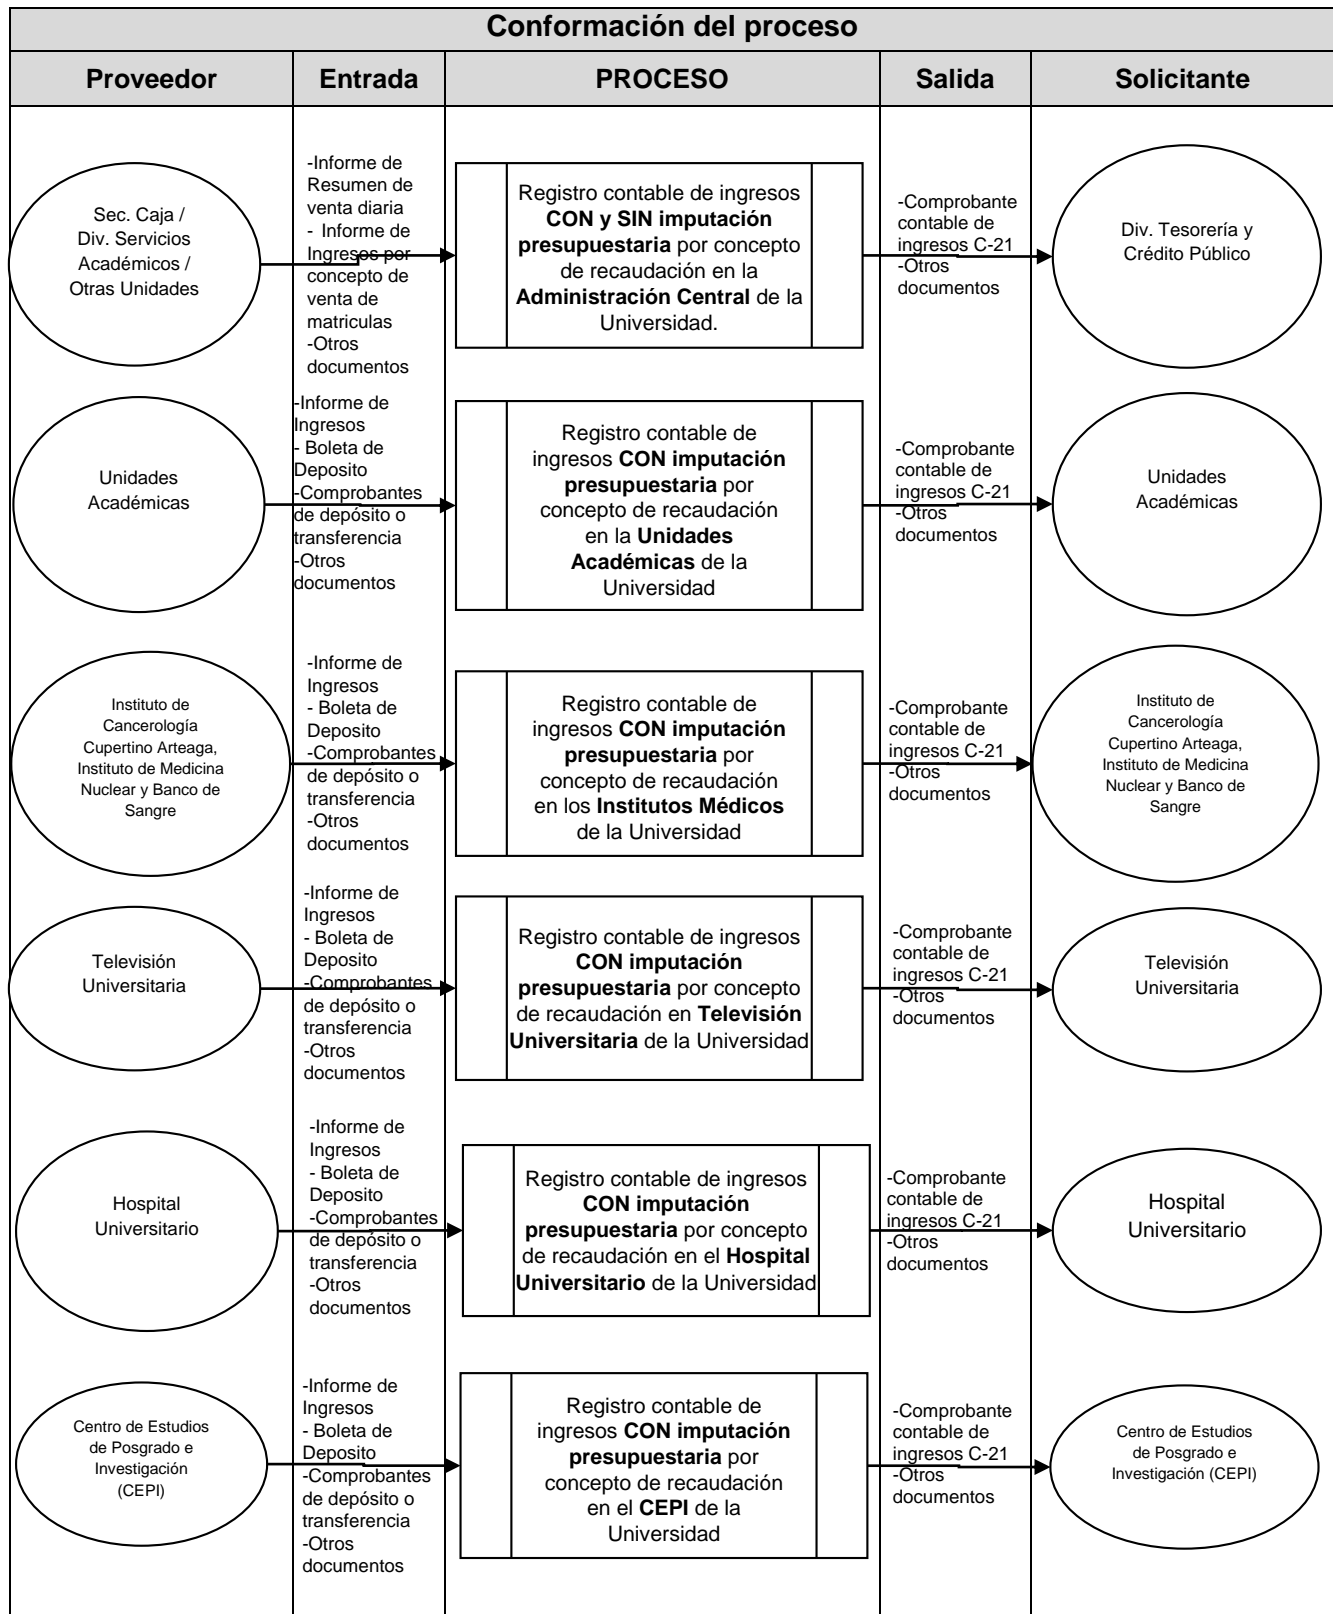 Conformación del proceso
Proveedor
Entrada
PROCESO
Salida
Solicitante
Sec. Caja /
Div. Servicios
Académicos /
Otras Unidades
-Informe de
Resumen de
venta diaria
- Informe de
Ingresos por
concepto de
venta de
matriculas
-Otros
documentos
Registro contable de ingresos
CON y SIN imputación
presupuestaria por concepto
de recaudación en la
Administración Central de la
Universidad.
-Comprobante
contable de
ingresos C-21
-Otros
documentos
Div. Tesorería y
Crédito Público
Unidades
Académicas
-Informe de
Ingresos
- Boleta de
Deposito
-Comprobantes
de depósito o
transferencia
-Otros
documentos
Registro contable de
ingresos CON imputación
presupuestaria por
concepto de recaudación
en la Unidades
Académicas de la
Universidad
-Comprobante
contable de
ingresos C-21
-Otros
documentos
Unidades
Académicas
Instituto de
Cancerología
Cupertino Arteaga,
Instituto de Medicina
Nuclear y Banco de
Sangre
-Informe de
Ingresos
- Boleta de
Deposito
-Comprobantes
de depósito o
transferencia
-Otros
documentos
Registro contable de
ingresos CON imputación
presupuestaria por
concepto de recaudación
en los Institutos Médicos
de la Universidad
-Comprobante
contable de
ingresos C-21
-Otros
documentos
Instituto de
Cancerología
Cupertino Arteaga,
Instituto de Medicina
Nuclear y Banco de
Sangre
Televisión
Universitaria
-Informe de
Ingresos
- Boleta de
Deposito
-Comprobantes
de depósito o
transferencia
-Otros
documentos
Registro contable de ingresos
CON imputación
presupuestaria por concepto
de recaudación en Televisión
Universitaria de la Universidad
-Comprobante
contable de
ingresos C-21
-Otros
documentos
Televisión
Universitaria
Hospital
Universitario
-Informe de
Ingresos
- Boleta de
Deposito
-Comprobantes
de depósito o
transferencia
-Otros
documentos
Registro contable de ingresos
CON imputación
presupuestaria por concepto
de recaudación en el Hospital
Universitario de la Universidad
-Comprobante
contable de
ingresos C-21
-Otros
documentos
Hospital
Universitario
Centro de Estudios
de Posgrado e
Investigación
(CEPI)
-Informe de
Ingresos
- Boleta de
Deposito
-Comprobantes
de depósito o
transferencia
-Otros
documentos
Registro contable de
ingresos CON imputación
presupuestaria por
concepto de recaudación
en el CEPI de la
Universidad
-Comprobante
contable de
ingresos C-21
-Otros
documentos
Centro de Estudios
de Posgrado e
Investigación (CEPI)